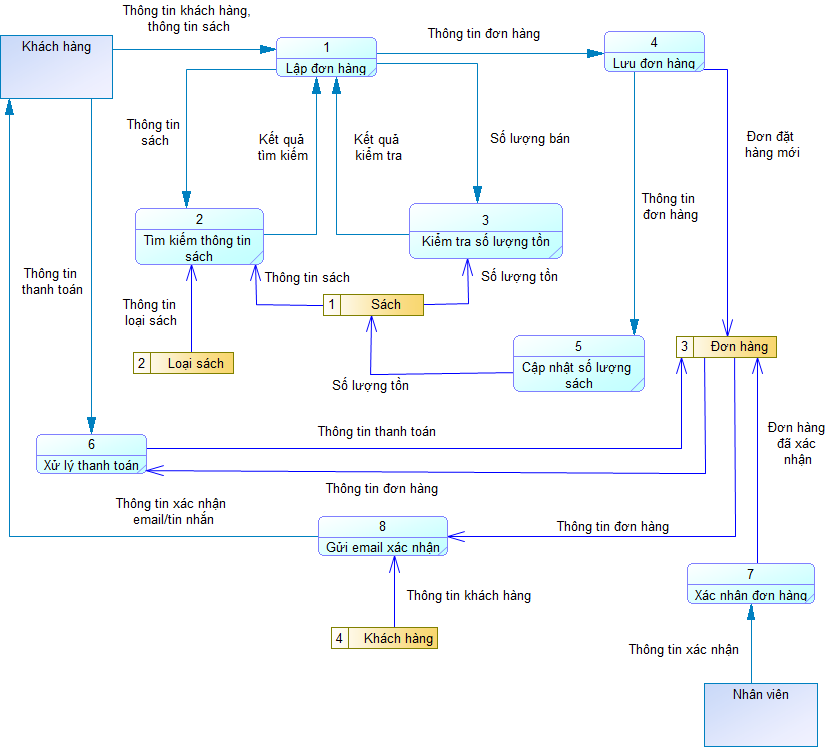 Thông tin khách hàng,
thông tin sách
Khách hàng
1
Lập đơn hàng
Thông tin đơn hàng
4
Lưu đơn hàng
Thông tin
sách
Kết quả
tìm kiếm
Kết quả
kiểm tra
Số lượng bán
Đơn đặt
hàng mới
2
Tìm kiếm thông tin
sách
3
Kiểm tra số lượng tồn
Thông tin
đơn hàng
Thông tin
thanh toán
Thông tin
loại sách
Thông tin sách
Số lượng tồn
1 Sách
2 Loại sách
5
Cập nhật số lượng
sách
3 Đơn hàng
Số lượng tồn
6
Xử lý thanh toán
Thông tin thanh toán
Đơn hàng
đã xác
nhận
Thông tin đơn hàng
Thông tin xác nhận
email/tin nhắn
8
Gửi email xác nhận
Thông tin đơn hàng
7
Xác nhận đơn hàng
Thông tin khách hàng
4 Khách hàng
Thông tin xác nhận
Nhân viên